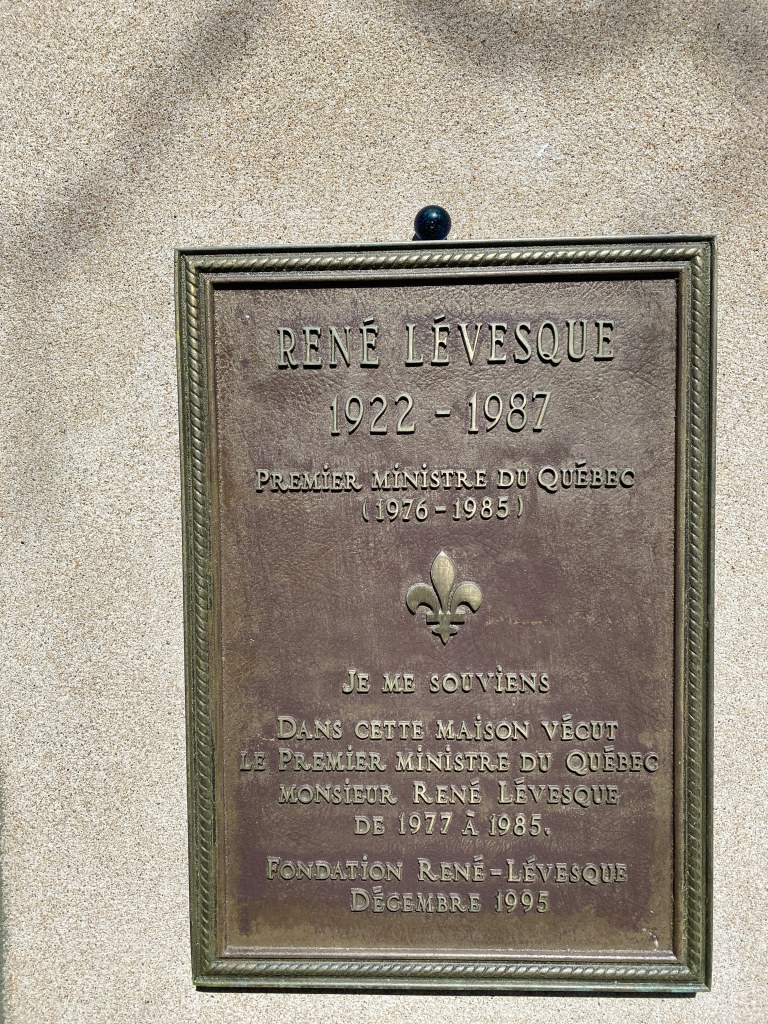 RENÉ LÉVESQUE
1922 - 1987
PREMIER MINISTRE DU QUÉBEC
(1976 - 1985)
JE ME SOUVIENS
DANS CETTE MAISON VÉCUT
LE PREMIER MINISTRE DU QUÉBEC
MONSIEUR RENÉ LÉVESQUE
DE 1977 À 1985.
FONDATION RENÉ-LÉVESQUE
DÉCEMBRE 1995